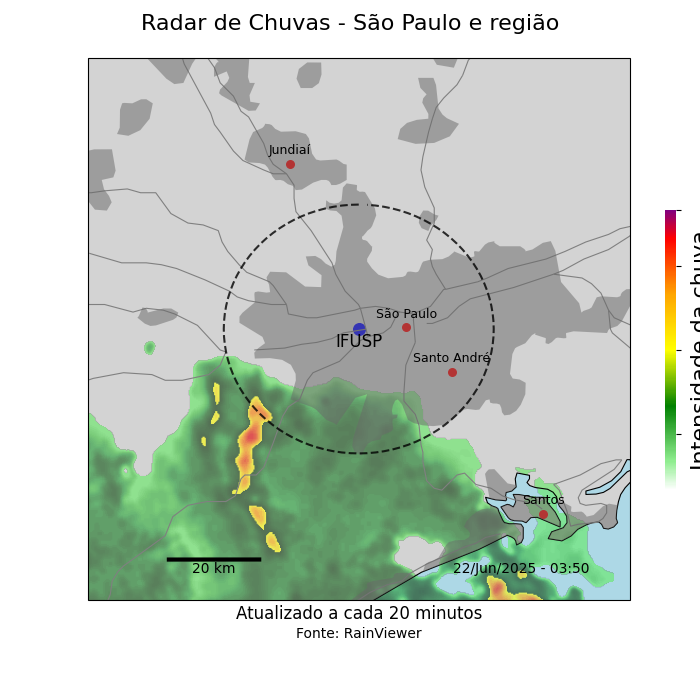 Radar de Chuvas - São Paulo e região
Jundiaí
São Paulo
IFUSP
Santo André
Intensidade da chuva
Santos
20 km
22/Jun/2025 - 03:50
Atualizado a cada 20 minutos
Fonte: RainViewer